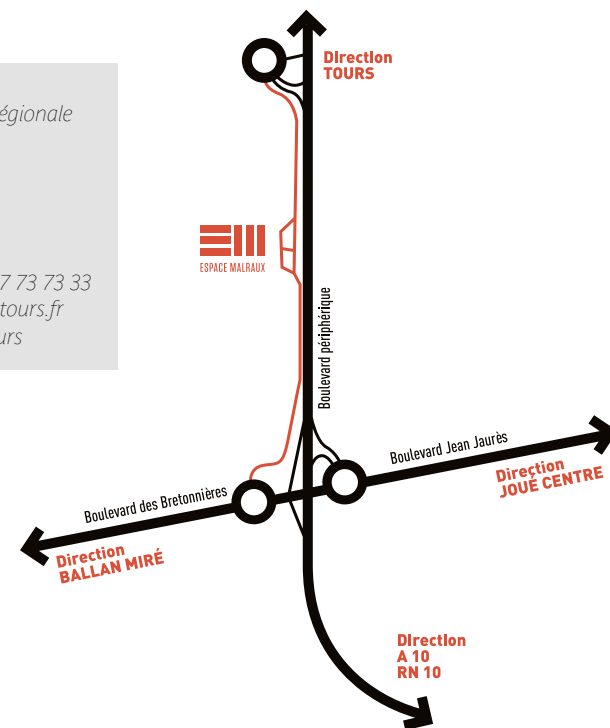 Direction
TOURS
égionale
ESPACE MALRAUX
7 73 73 33
tours.fr
urs
Boulevard périphérique
Boulevard Jean Jaurès
Direction
JOUÉ CENTRE
Boulevard des Bretonnières
Direction
BALLAN MIRÉ
Direction
A 10
RN 10